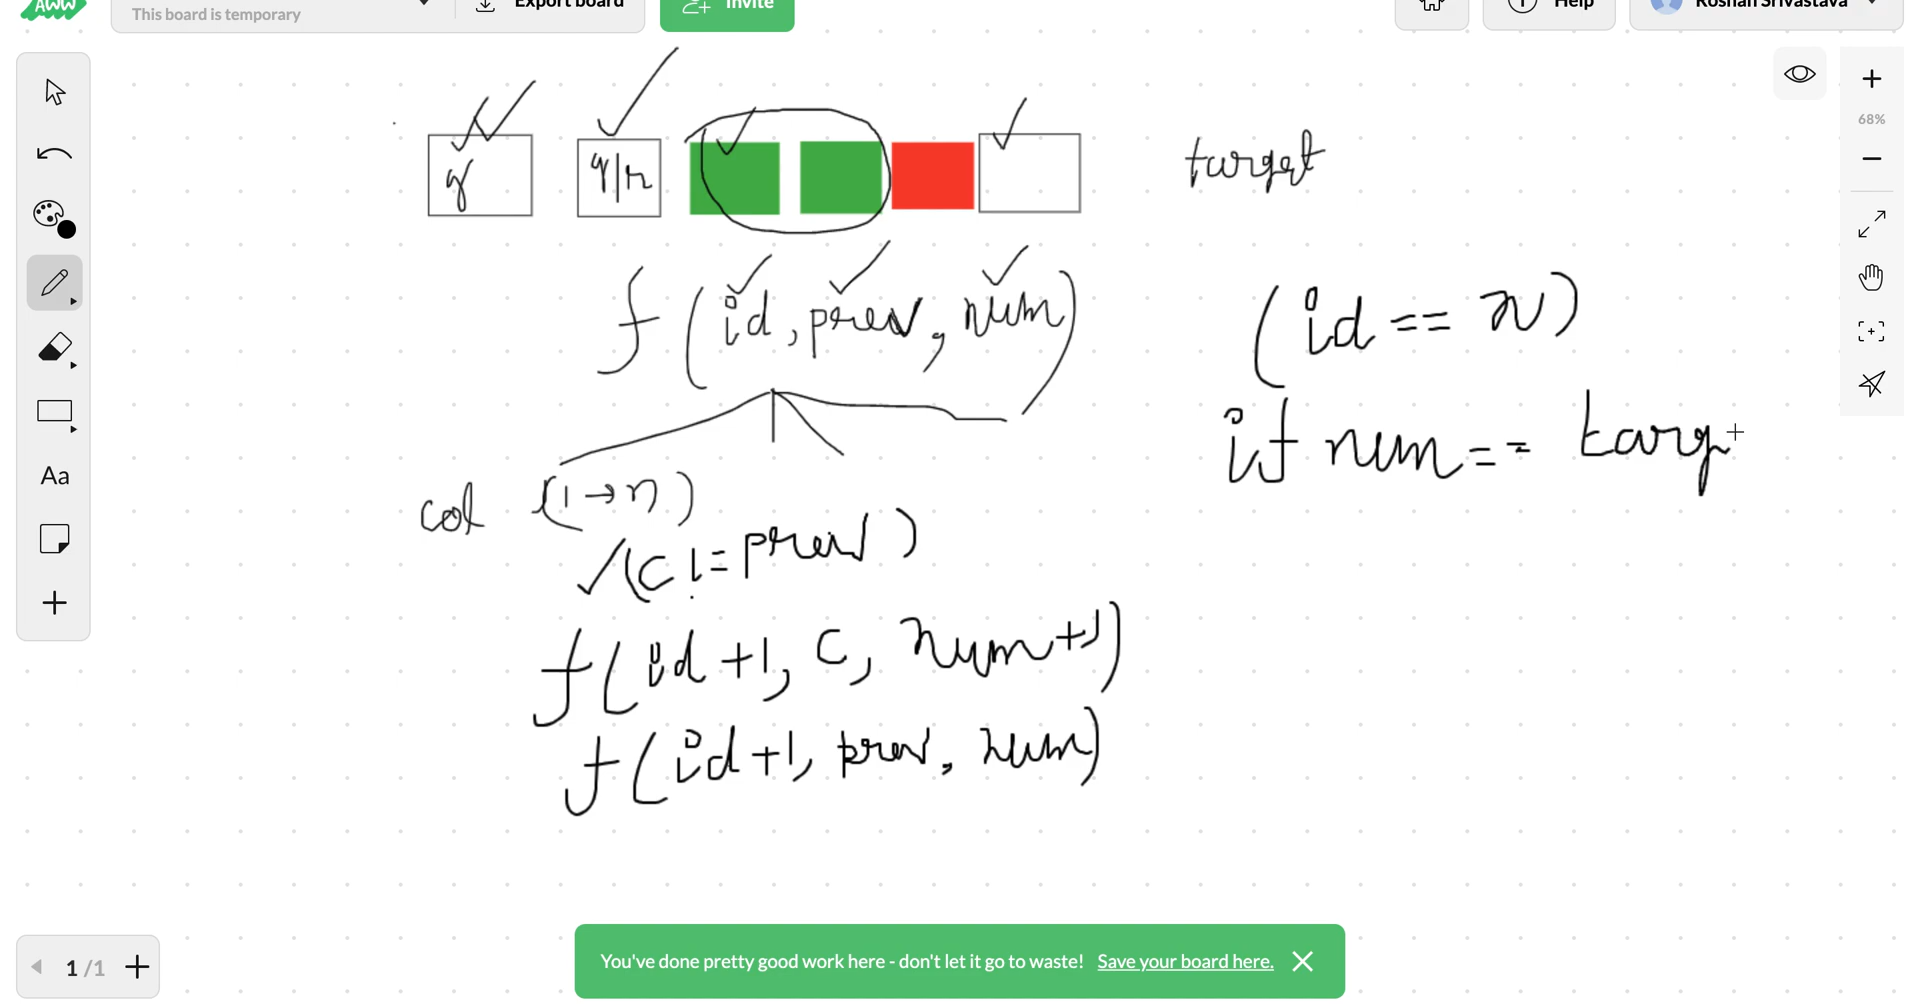 AWW
This board is temporary
Export board
Invite
Help
Roshan Srivastava
68%
g
g/r
target
f(id, prev, num)
(id == n)
if num == targ
col (1→n)
(c != prev)
f(id+1, c, num+1)
f(id+1, prev, num)
Aa
1 /1
You've done pretty good work here - don't let it go to waste! Save your board here.